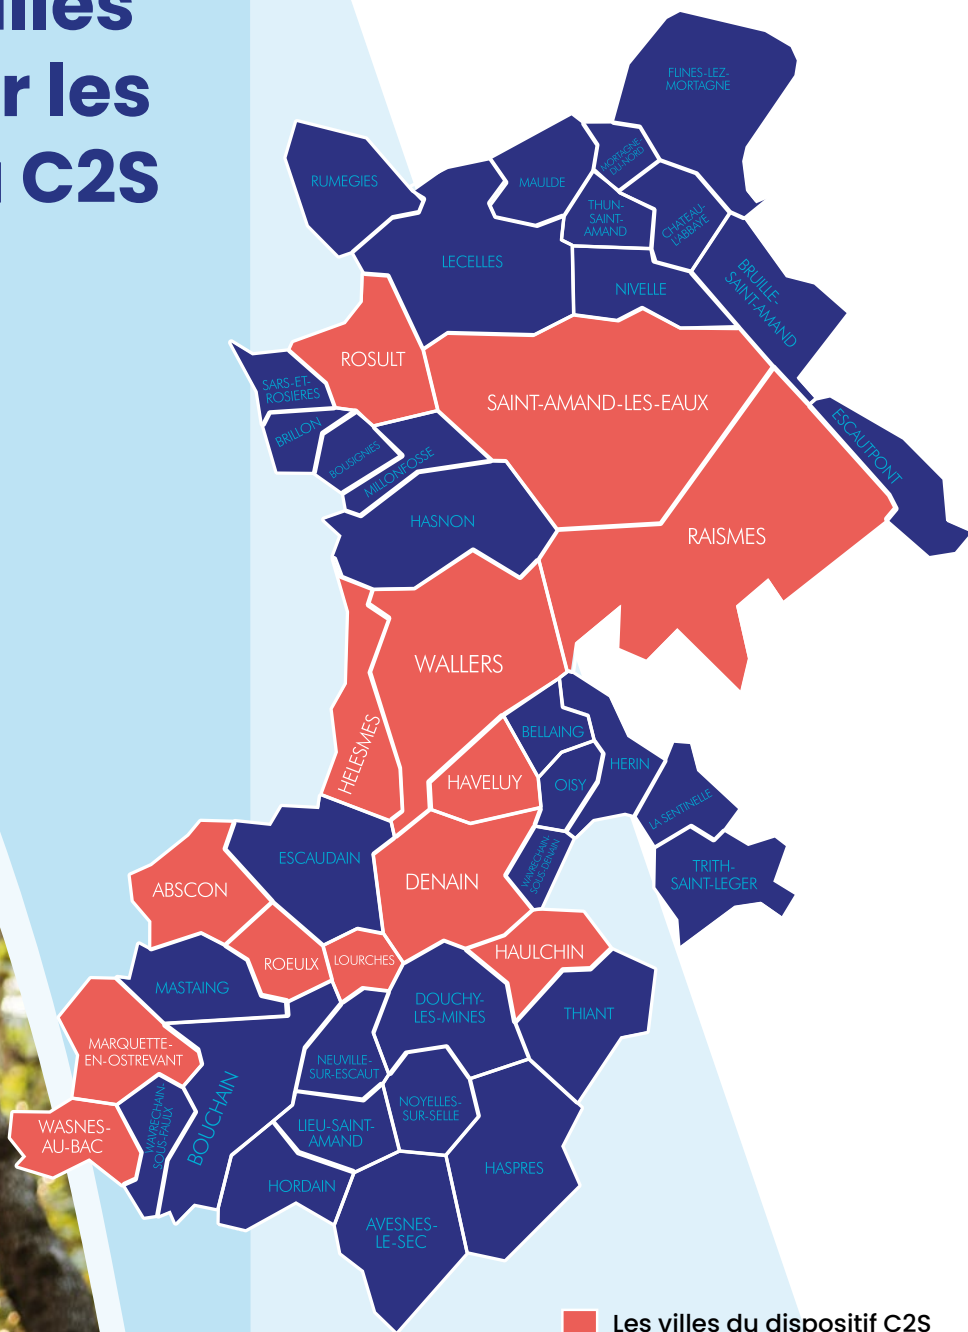 r les
C2S
FLINES-LEZ-
MORTAGNE
MORTAGNE-
DU-NORD
RUMEGIES
MAULDE
THUN-
SAINT-
AMAND
CHATEAU-
L'ABBAYE
LECELLES
NIVELLE
BRUILLE-
SAINT-AMAND
ROSULT
SARS-ET-
ROSIERES
SAINT-AMAND-LES-EAUX
BRILLON
BOUSIGNIES
MILLONFOSSE
ESCAUTPONT
HASNON
RAISMES
WALLERS
HELESMES
BELLAING
HAVELUY
OISY
HERIN
LA SENTINELLE
ESCAUDAIN
WAVRECHAIN-
SOUS-DENAIN
TRITH-
SAINT-LEGER
ABSCON
DENAIN
ROEULX
LOURCHES
HAULCHIN
MASTAING
DOUCHY-
LES-MINES
THIANT
MARQUETTE-
EN-OSTREVANT
NEUVILLE-
SUR-ESCAUT
WASNES-
AU-BAC
WAVRECHAIN-
SOUS-FAULX
BOUCHAIN
LIEU-SAINT-
AMAND
NOYELLES-
SUR-SELLE
HASPRES
HORDAIN
AVESNES-
LE-SEC
Les villes du dispositif C2S